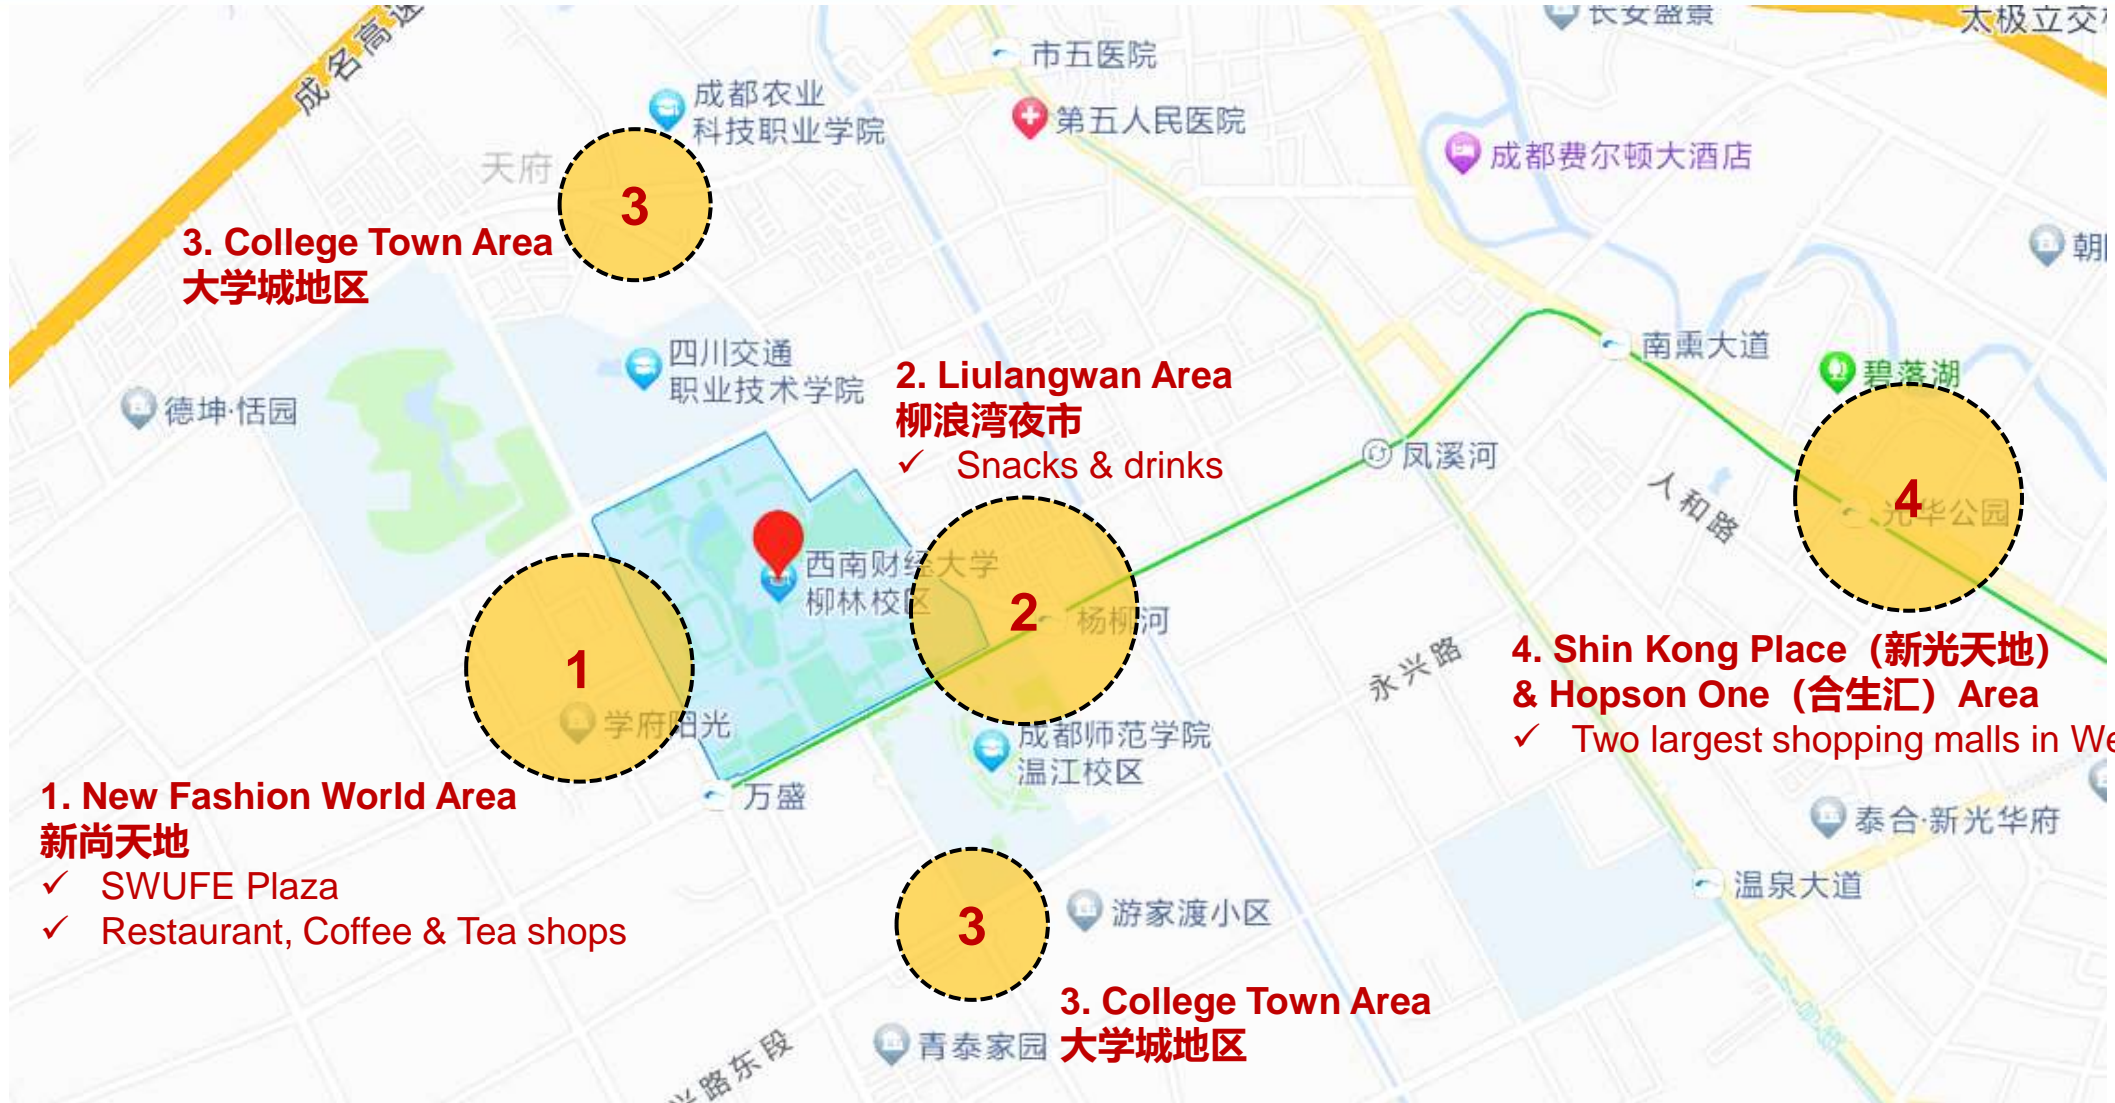 成名高速
市五医院
长安盛景
太极立交
成都农业
科技职业学院
第五人民医院
成都费尔顿大酒店
天府
3
3. College Town Area
大学城地区
四川交通
职业技术学院
德坤·恬园
2. Liulangwan Area
柳浪湾夜市
✓ Snacks & drinks
南熏大道
碧落湖
凤溪河
人和路
4
光华公园
西南财经大学
柳林校区
2
杨柳河
1
学府阳光
永兴路
成都师范学院
温江校区
万盛
4. Shin Kong Place（新光天地）
& Hopson One（合生汇）Area
✓ Two largest shopping malls in We
1. New Fashion World Area
新尚天地
✓ SWUFE Plaza
✓ Restaurant, Coffee & Tea shops
泰合·新光华府
温泉大道
3
游家渡小区
3. College Town Area
大学城地区
青泰家园
兴路东段